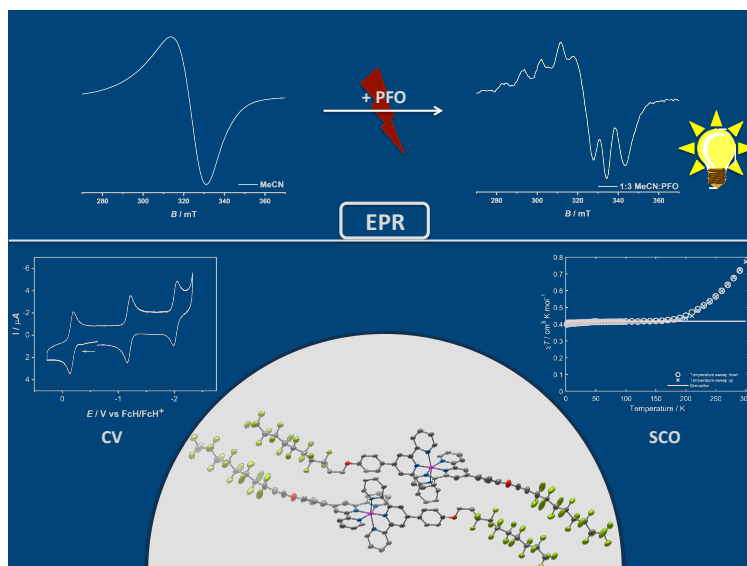 + PFO
MeCN
280 300 320 340 360
B / mT
1:3 MeCN:PFO
280 300 320 340 360
B / mT
EPR
-6
-4
-2
0
2
4
I / µA
0 -1 -2
E / V vs FcH/FcH+
CV
0.8
0.7
0.6
0.5
0.4
0.3
0.2
0.1
0
χT / cm³ K mol⁻¹
Temperature sweep down
Temperature sweep up
Simulation
0 50 100 150 200 250 300
Temperature / K
SCO